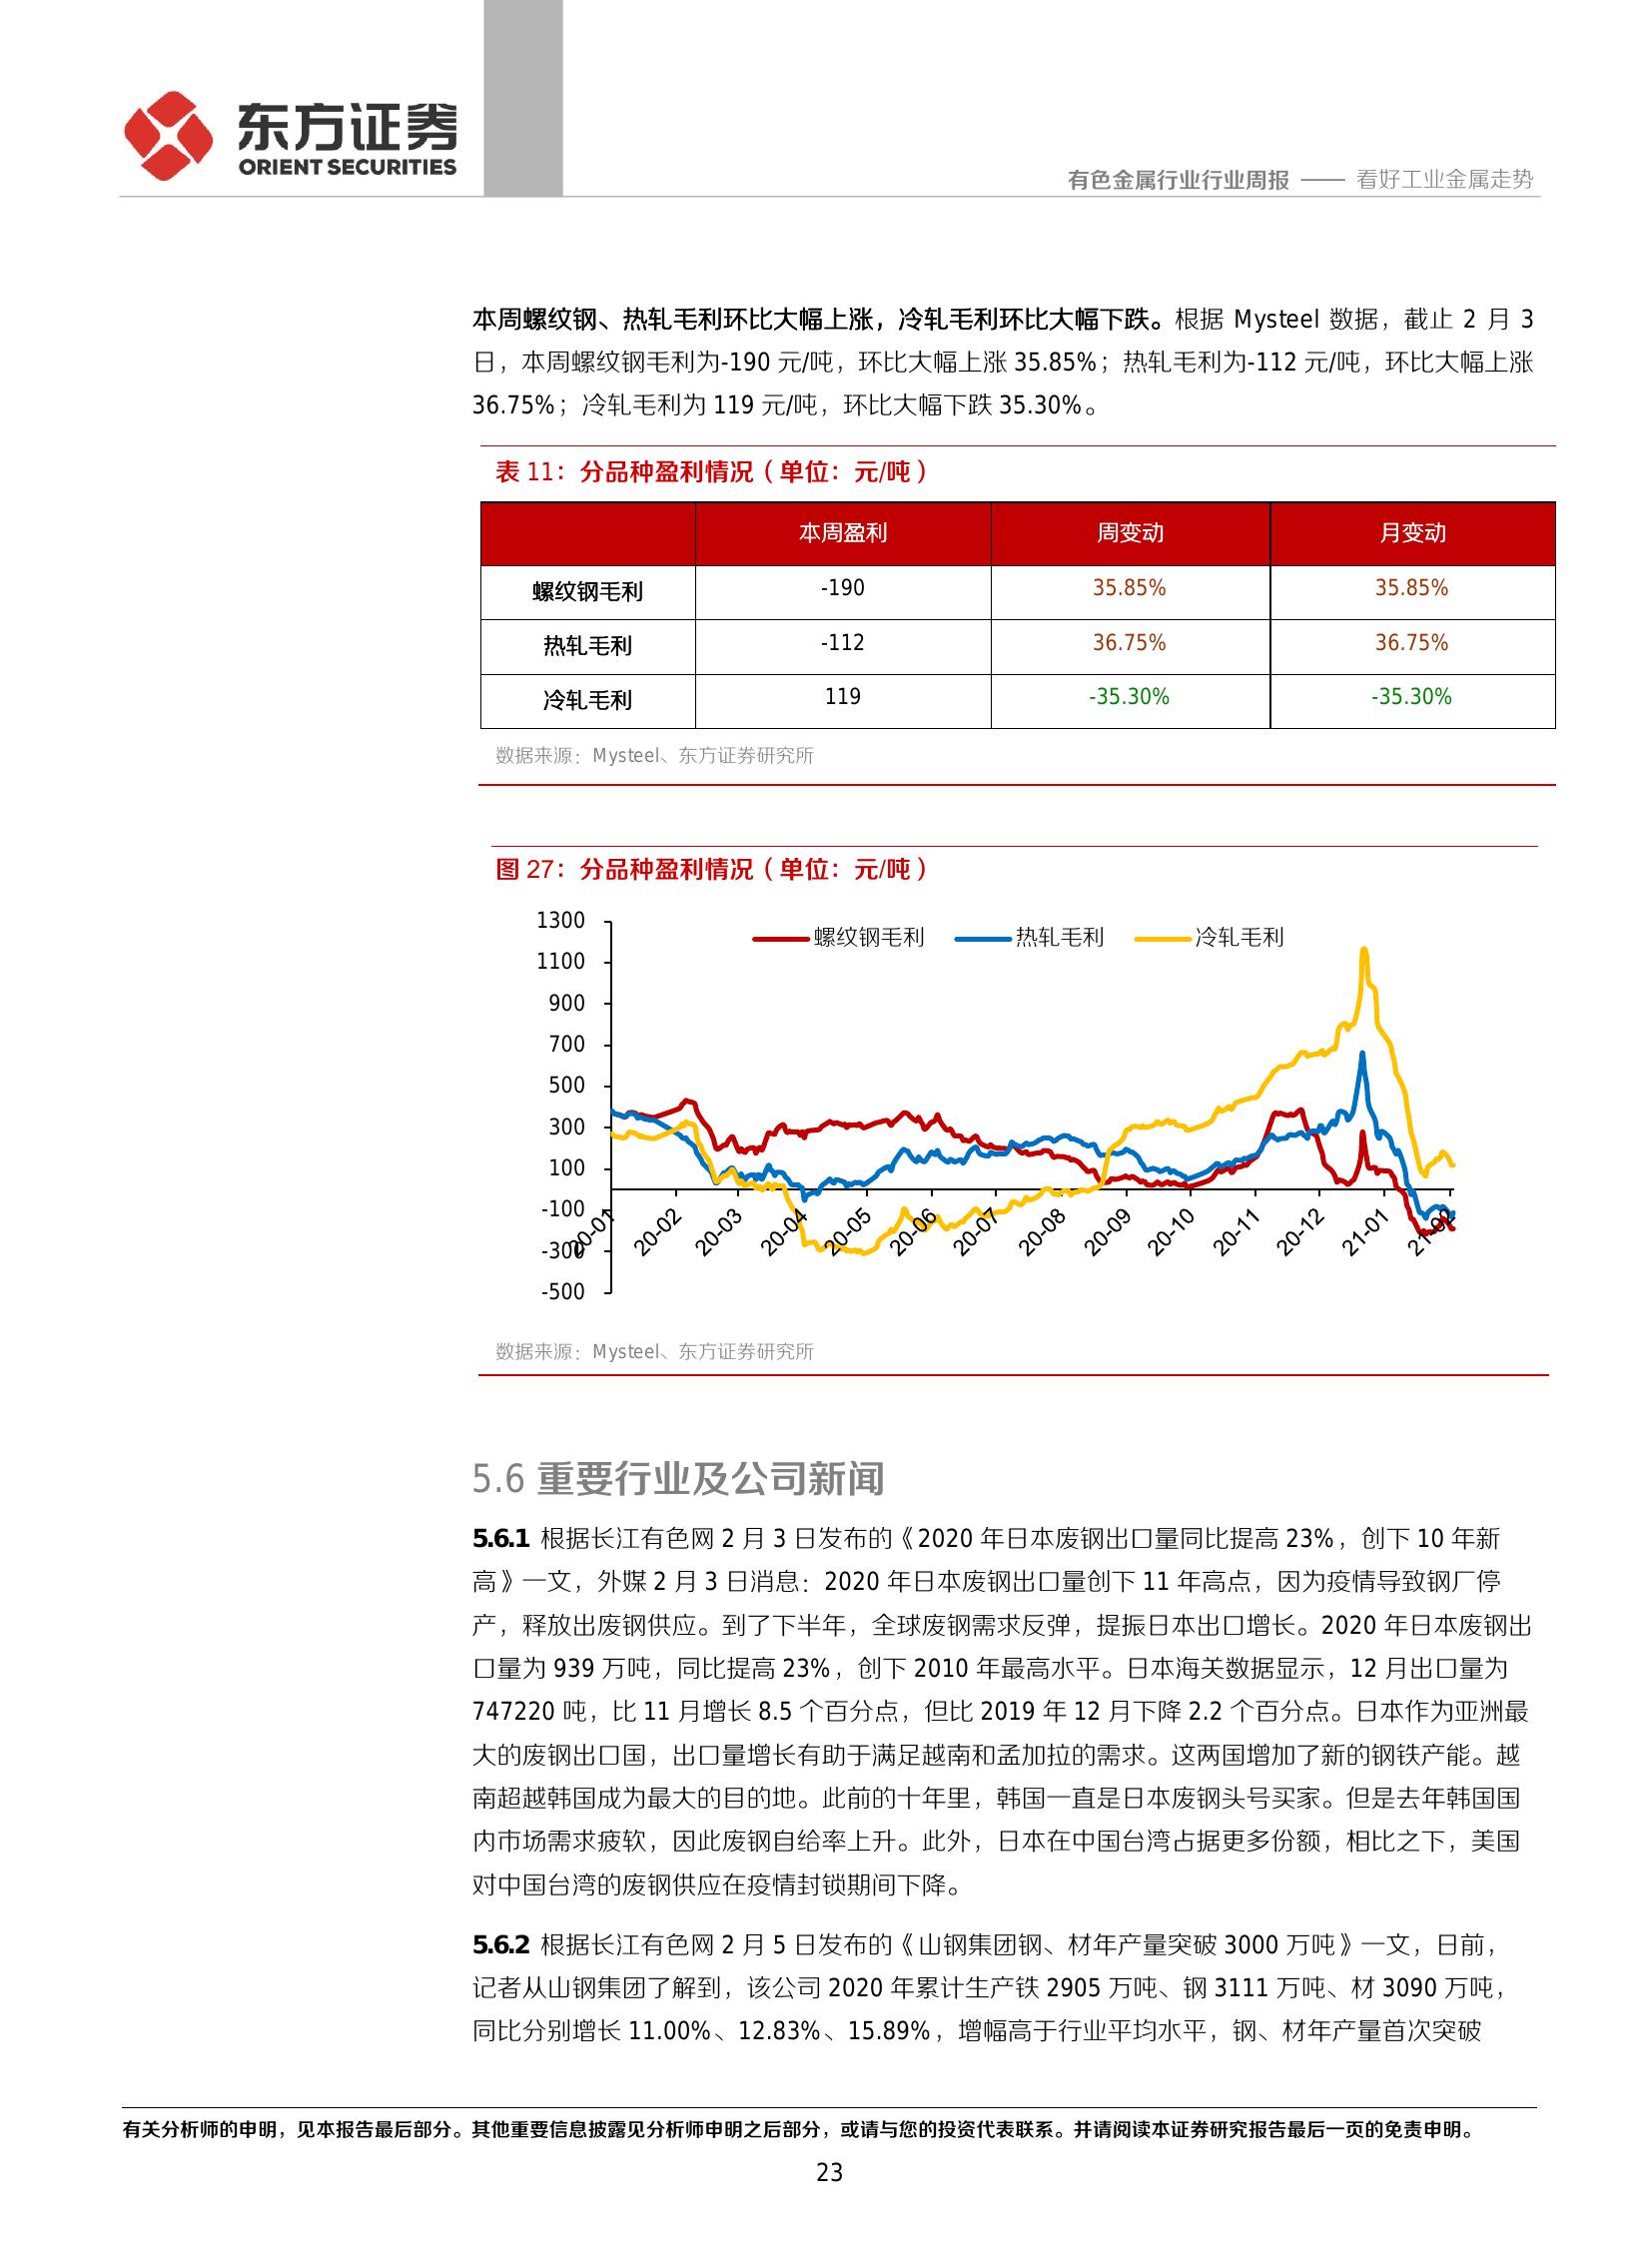 东方证券
ORIENT SECURITIES
有色金属行业行业周报 —— 看好工业金属走势
本周螺纹钢、热轧毛利环比大幅上涨，冷轧毛利环比大幅下跌。根据 Mysteel 数据，截止 2 月 3
日，本周螺纹钢毛利为-190 元/吨，环比大幅上涨 35.85%；热轧毛利为-112 元/吨，环比大幅上涨
36.75%；冷轧毛利为 119 元/吨，环比大幅下跌 35.30%。
表 11：分品种盈利情况（单位：元/吨）
本周盈利 周变动 月变动
螺纹钢毛利 -190 35.85% 35.85%
热轧毛利 -112 36.75% 36.75%
冷轧毛利 119 -35.30% -35.30%
数据来源：Mysteel、东方证券研究所
图 27：分品种盈利情况（单位：元/吨）
螺纹钢毛利 热轧毛利 冷轧毛利
1300
1100
900
700
500
300
100
-100
-300
-500
20-01 20-02 20-03 20-04 20-05 20-06 20-07 20-08 20-09 20-10 20-11 20-12 21-01 21-02
数据来源：Mysteel、东方证券研究所
5.6 重要行业及公司新闻
5.6.1 根据长江有色网 2 月 3 日发布的《2020 年日本废钢出口量同比提高 23%，创下 10 年新
高》一文，外媒 2 月 3 日消息：2020 年日本废钢出口量创下 11 年高点，因为疫情导致钢厂停
产，释放出废钢供应。到了下半年，全球废钢需求反弹，提振日本出口增长。2020 年日本废钢出
口量为 939 万吨，同比提高 23%，创下 2010 年最高水平。日本海关数据显示，12 月出口量为
747220 吨，比 11 月增长 8.5 个百分点，但比 2019 年 12 月下降 2.2 个百分点。日本作为亚洲最
大的废钢出口国，出口量增长有助于满足越南和孟加拉的需求。这两国增加了新的钢铁产能。越
南超越韩国成为最大的目的地。此前的十年里，韩国一直是日本废钢头号买家。但是去年韩国国
内市场需求疲软，因此废钢自给率上升。此外，日本在中国台湾占据更多份额，相比之下，美国
对中国台湾的废钢供应在疫情封锁期间下降。
5.6.2 根据长江有色网 2 月 5 日发布的《山钢集团钢、材年产量突破 3000 万吨》一文，日前，
记者从山钢集团了解到，该公司 2020 年累计生产铁 2905 万吨、钢 3111 万吨、材 3090 万吨，
同比分别增长 11.00%、12.83%、15.89%，增幅高于行业平均水平，钢、材年产量首次突破
有关分析师的申明，见本报告最后部分。其他重要信息披露见分析师申明之后部分，或请与您的投资代表联系。并请阅读本证券研究报告最后一页的免责申明。
23